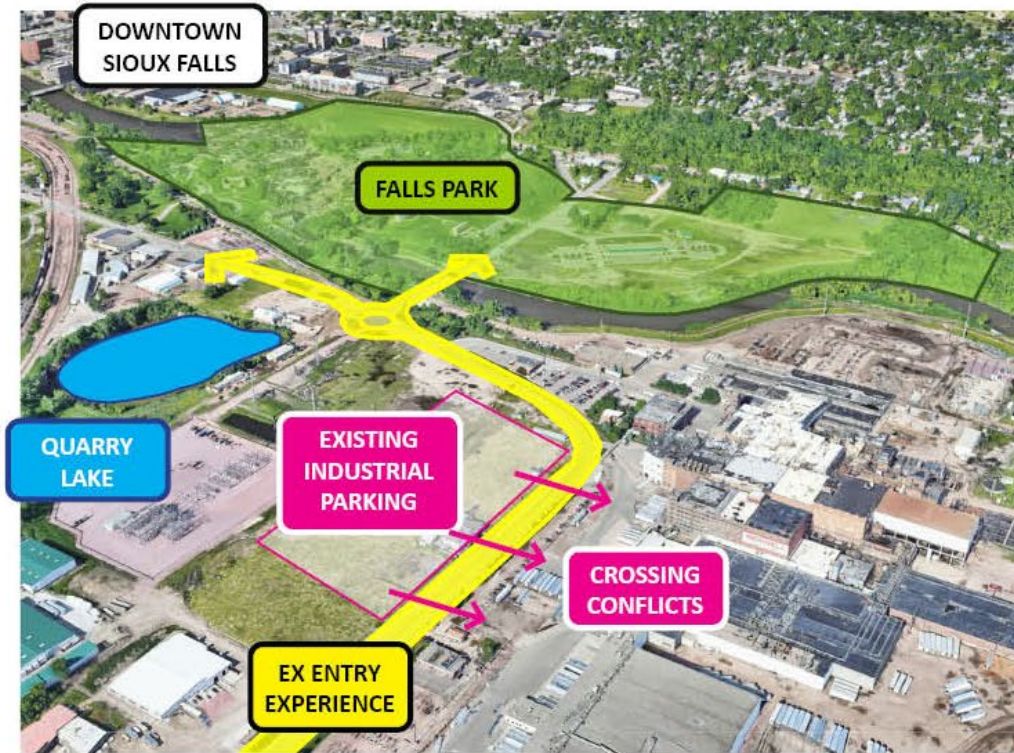 DOWNTOWN
SIOUX FALLS
FALLS PARK
QUARRY
LAKE
EXISTING
INDUSTRIAL
PARKING
CROSSING
CONFLICTS
EX ENTRY
EXPERIENCE